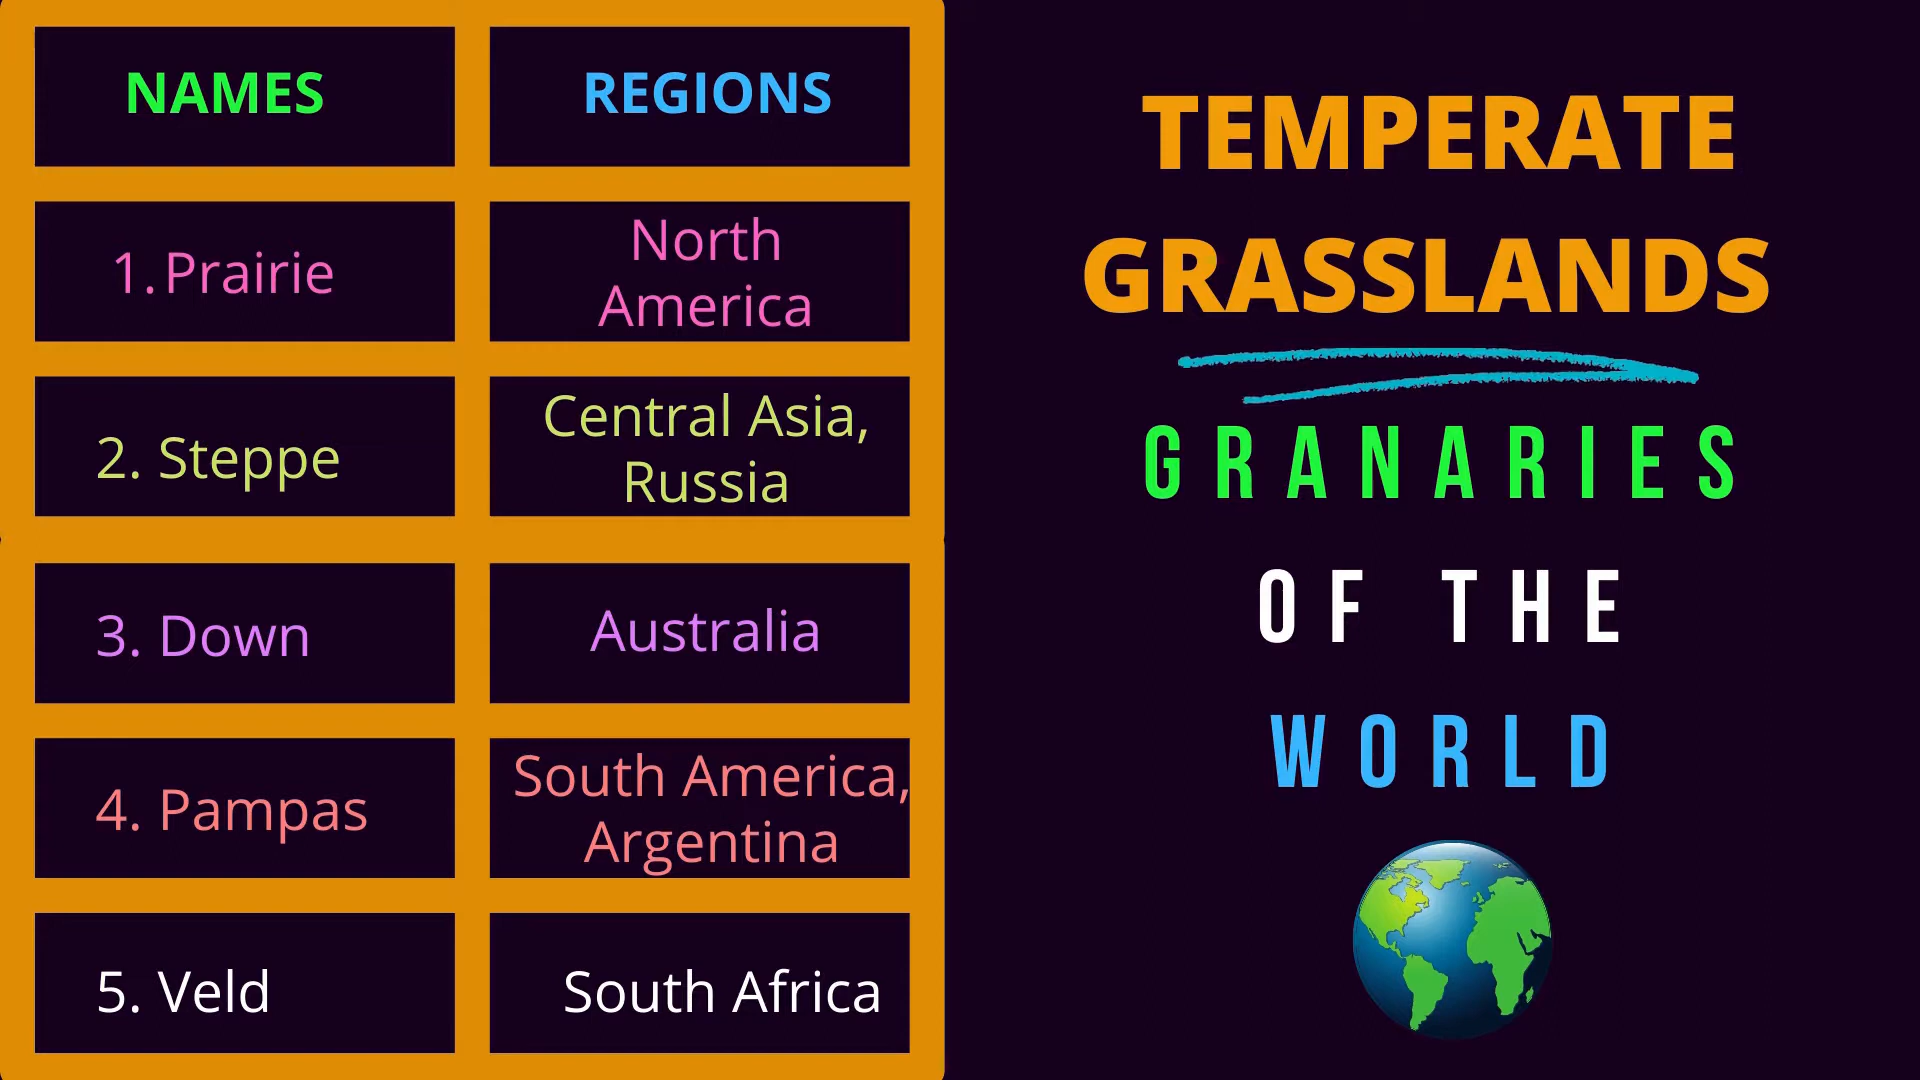 NAMES
REGIONS
1. Prairie
North
America
2. Steppe
Central Asia,
Russia
3. Down
Australia
4. Pampas
South America,
Argentina
5. Veld
South Africa
TEMPERATE
GRASSLANDS
GRANARIES
OF THE
WORLD